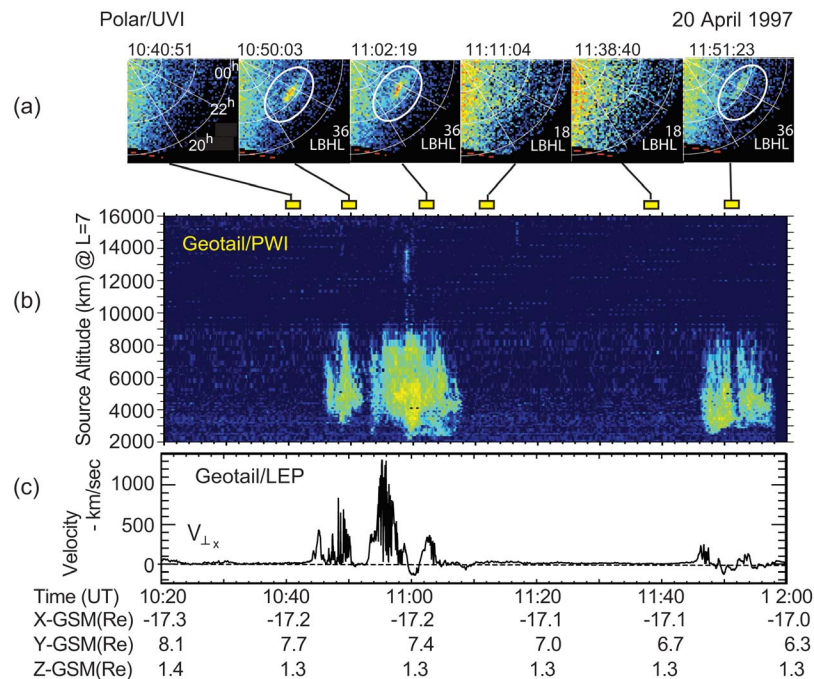 Polar/UVI 20 April 1997
10:40:51 10:50:03 11:02:19 11:11:04 11:38:40 11:51:23
(a)
00h
22h
20h
36 36 18 18 36
LBHL LBHL LBHL LBHL LBHL
(b)
Source Altitude (km) @ L=7
Geotail/PWI
16000
14000
12000
10000
8000
6000
4000
2000
(c)
Velocity
- km/sec
Geotail/LEP
V⊥x
1000
500
0
Time (UT) 10:20 10:40 11:00 11:20 11:40 1 2:00
X-GSM(Re) -17.3 -17.2 -17.2 -17.1 -17.1 -17.0
Y-GSM(Re) 8.1 7.7 7.4 7.0 6.7 6.3
Z-GSM(Re) 1.4 1.3 1.3 1.3 1.3 1.3